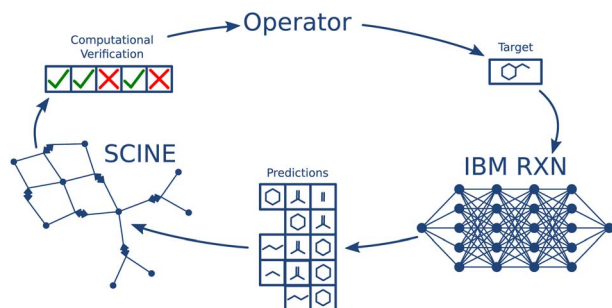 Operator
Computational
Verification
Target
SCINE
IBM RXN
Predictions